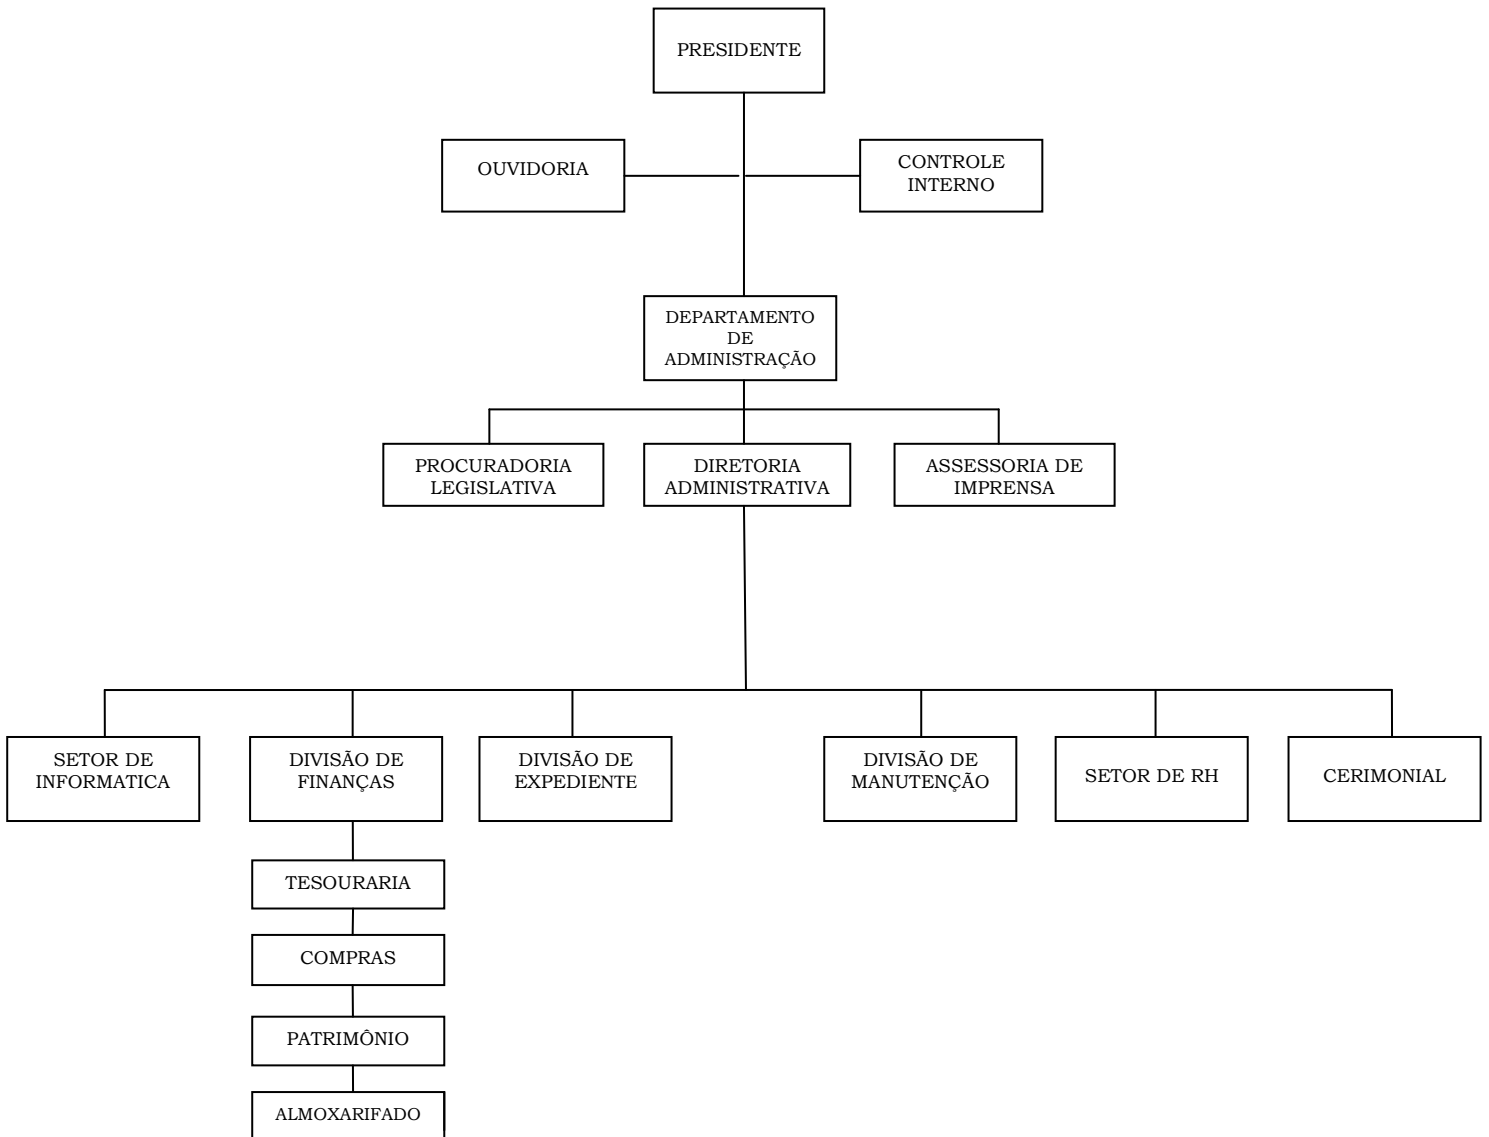 PRESIDENTE
OUVIDORIA
CONTROLE
INTERNO
DEPARTAMENTO
DE
ADMINISTRAÇÃO
PROCURADORIA
LEGISLATIVA
DIRETORIA
ADMINISTRATIVA
ASSESSORIA DE
IMPRENSA
SETOR DE
INFORMATICA
DIVISÃO DE
FINANÇAS
DIVISÃO DE
EXPEDIENTE
DIVISÃO DE
MANUTENÇÃO
SETOR DE RH
CERIMONIAL
TESOURARIA
COMPRAS
PATRIMÔNIO
ALMOXARIFADO